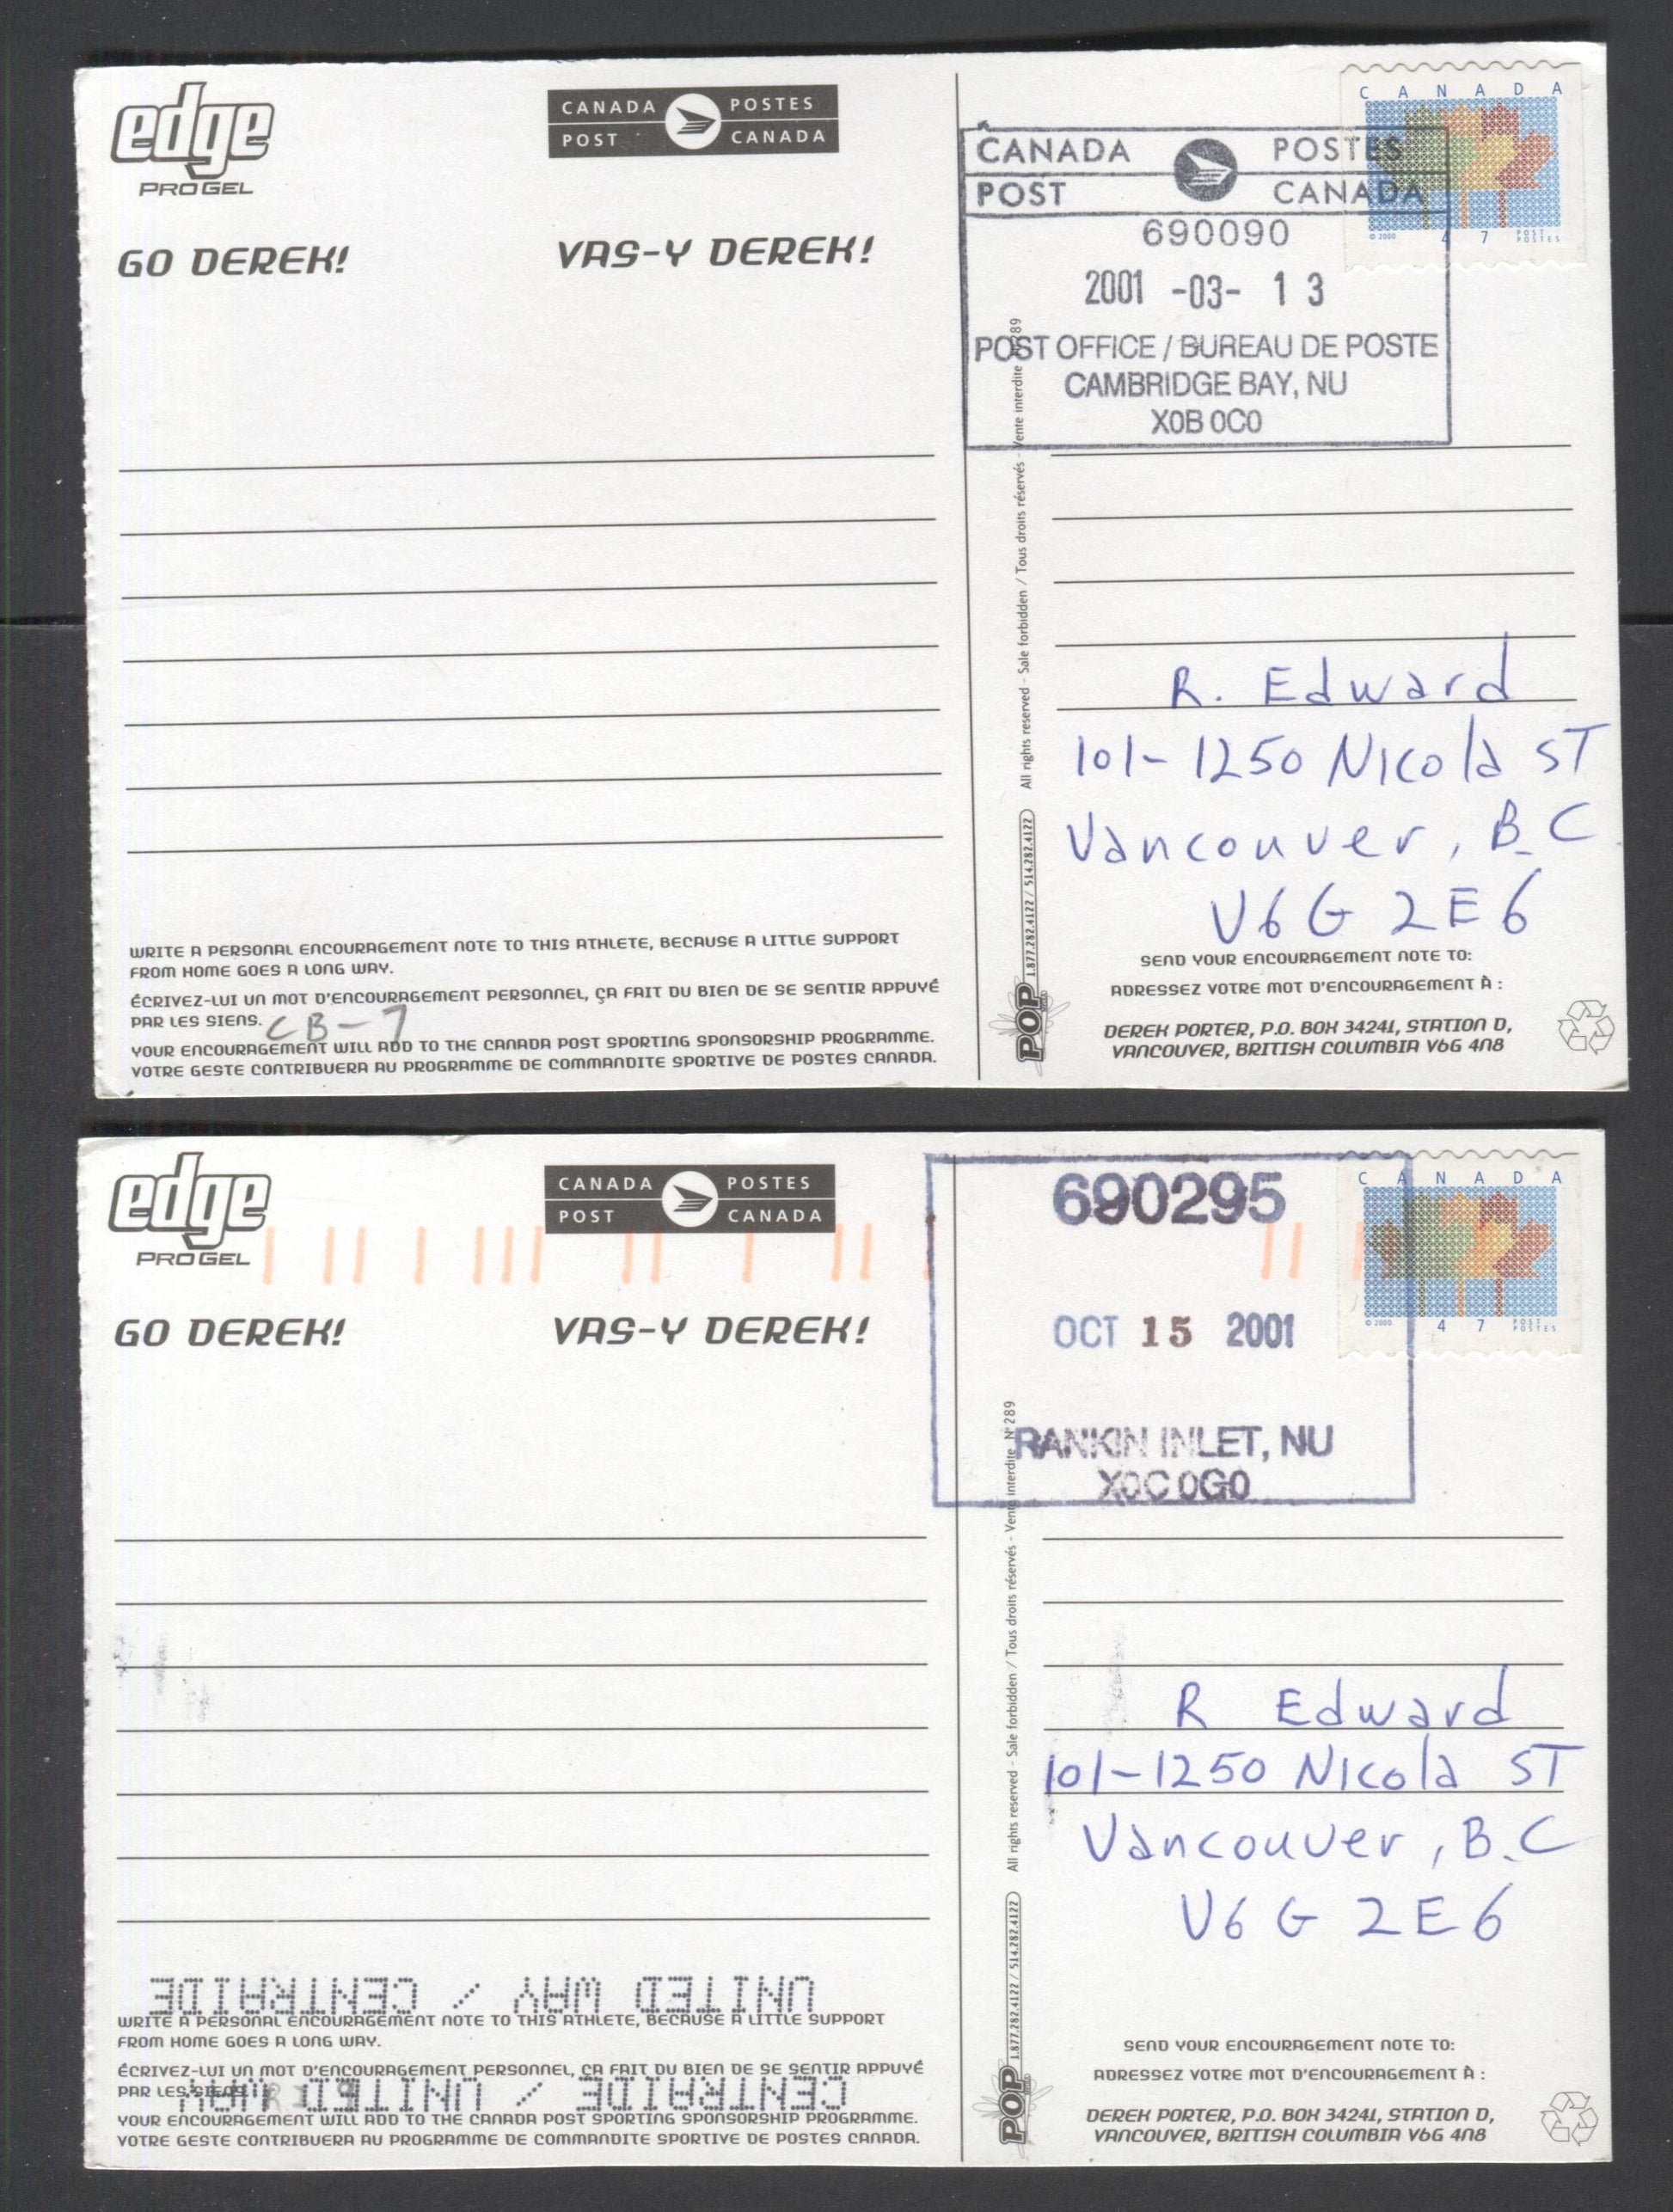 edge
PRO GEL
CANADA POSTES
POST CANADA
GO DEREK!
VAS-Y DEREK!
CANADA
© 2000 47 POST POSTES
CANADA POSTES
POST CANADA
690090
2001 -03- 13
POST OFFICE / BUREAU DE POSTE
CAMBRIDGE BAY, NU
X0B 0C0
R. Edward
101-1250 Nicola ST
Vancouver, B.C
V6G 2E6
WRITE A PERSONAL ENCOURAGEMENT NOTE TO THIS ATHLETE, BECAUSE A LITTLE SUPPORT
FROM HOME GOES A LONG WAY.
ÉCRIVEZ-LUI UN MOT D'ENCOURAGEMENT PERSONNEL, ÇA FAIT DU BIEN DE SE SENTIR APPUYÉ
PAR LES SIENS.
CB-7
YOUR ENCOURAGEMENT WILL ADD TO THE CANADA POST SPORTING SPONSORSHIP PROGRAMME.
VOTRE GESTE CONTRIBUERA AU PROGRAMME DE COMMANDITE SPORTIVE DE POSTES CANADA.
POP 1.877.282.4122 / 514.282.4122 All rights reserved - Sale forbidden / Tous droits réservés - Vente interdite
SEND YOUR ENCOURAGEMENT NOTE TO:
ADRESSEZ VOTRE MOT D'ENCOURAGEMENT À :
DEREK PORTER, P.O. BOX 34241, STATION D,
VANCOUVER, BRITISH COLUMBIA V6G 4N8
edge
PRO GEL
CANADA POSTES
POST CANADA
GO DEREK!
VAS-Y DEREK!
CANADA
© 2000 47 POST POSTES
690295
OCT 15 2001
RANKIN INLET, NU
X0C 0G0
R Edward
101-1250 Nicola ST
Vancouver, B.C
V6G 2E6
UNITED WAY / CENTRAIDE
WRITE A PERSONAL ENCOURAGEMENT NOTE TO THIS ATHLETE, BECAUSE A LITTLE SUPPORT
FROM HOME GOES A LONG WAY.
ÉCRIVEZ-LUI UN MOT D'ENCOURAGEMENT PERSONNEL, ÇA FAIT DU BIEN DE SE SENTIR APPUYÉ
PAR LES SIENS.
CENTRAIDE / UNITED WAY
YOUR ENCOURAGEMENT WILL ADD TO THE CANADA POST SPORTING SPONSORSHIP PROGRAMME.
VOTRE GESTE CONTRIBUERA AU PROGRAMME DE COMMANDITE SPORTIVE DE POSTES CANADA.
POP 1.877.282.4122 / 514.282.4122 All rights reserved - Sale forbidden / Tous droits réservés - Vente interdite N°289
SEND YOUR ENCOURAGEMENT NOTE TO:
ADRESSEZ VOTRE MOT D'ENCOURAGEMENT À :
DEREK PORTER, P.O. BOX 34241, STATION D,
VANCOUVER, BRITISH COLUMBIA V6G 4N8